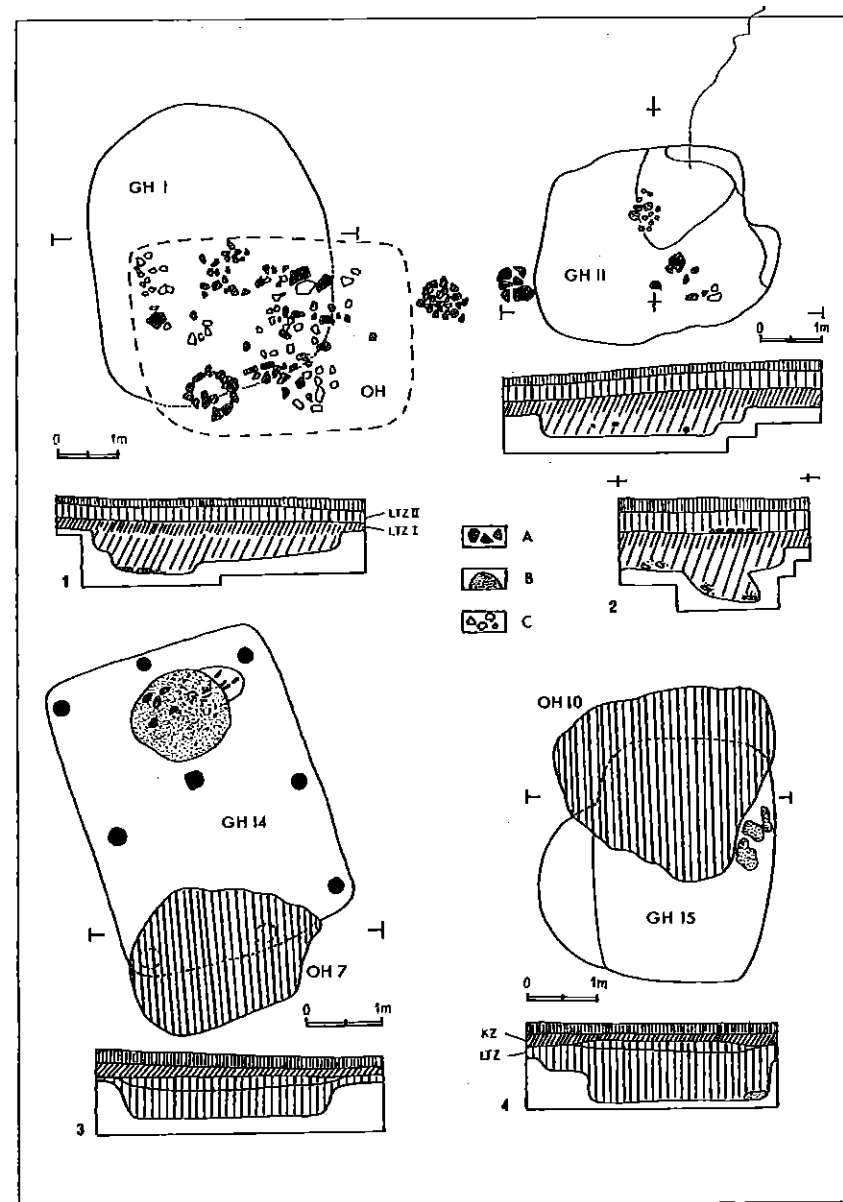 GH I
OH
0 1m
LTZ II
LTZ I
1
GH II
0 1m
2
A
B
C
GH 14
OH 7
0 1m
3
OH 10
GH 15
0 1m
KZ
LTZ
4